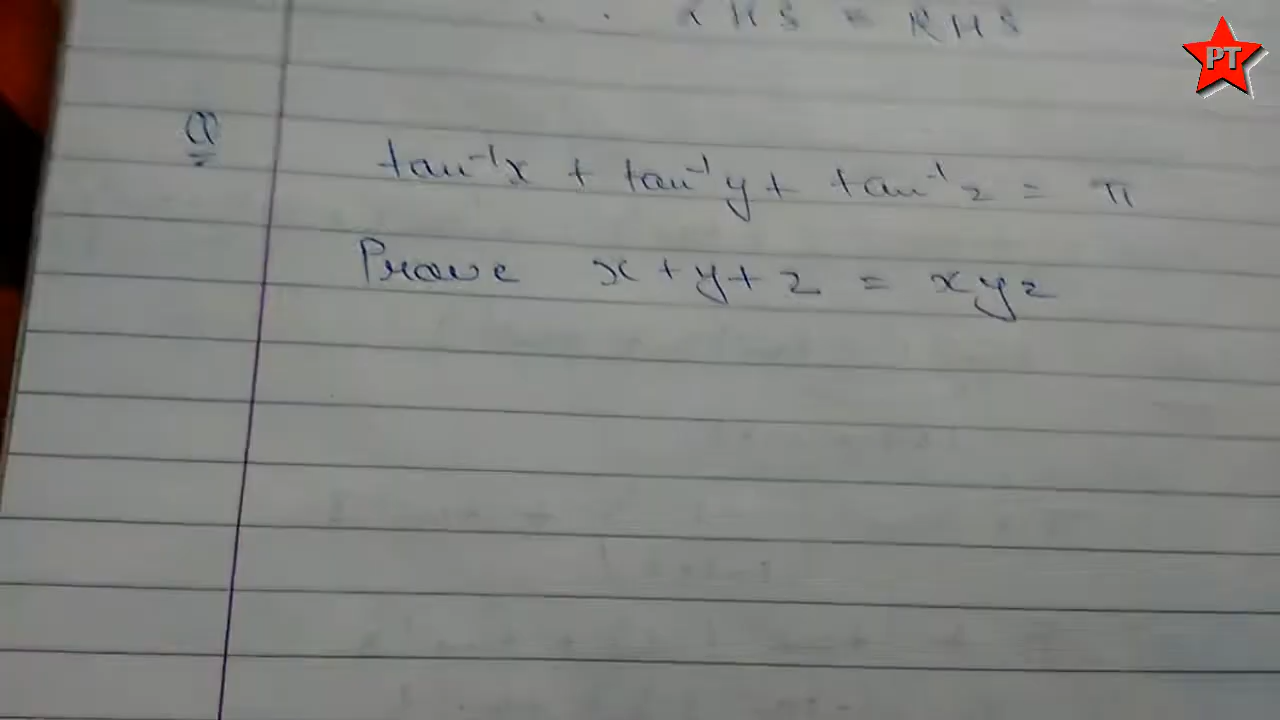 LHS = RHS
PT
Q tan⁻¹x + tan⁻¹y + tan⁻¹z = π
Prove x + y + z = xyz